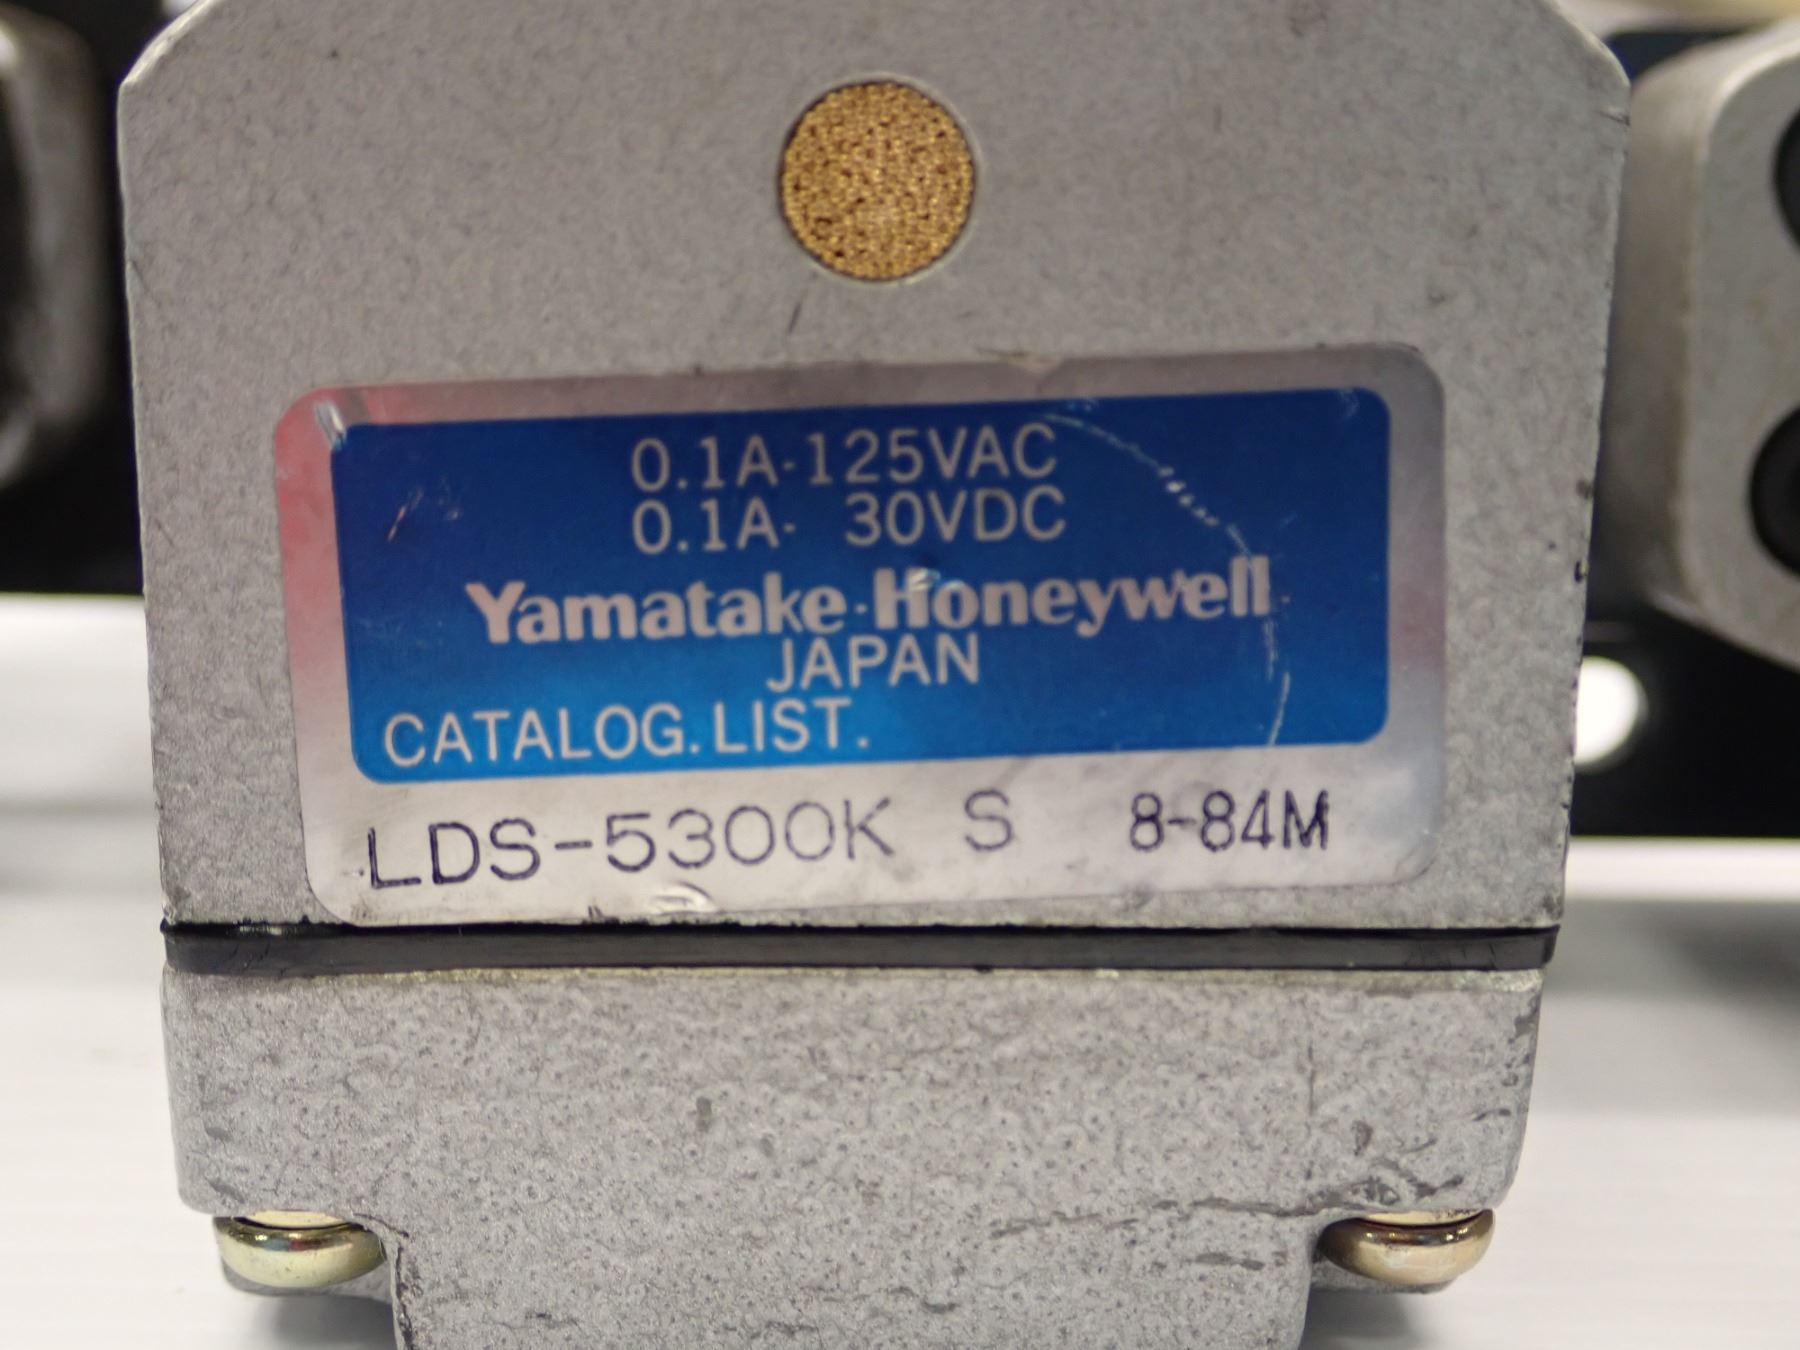 0.1A-125VAC
0.1A- 30VDC
Yamatake-Honeywell
JAPAN
CATALOG.LIST.
LDS-5300K S 8-84M